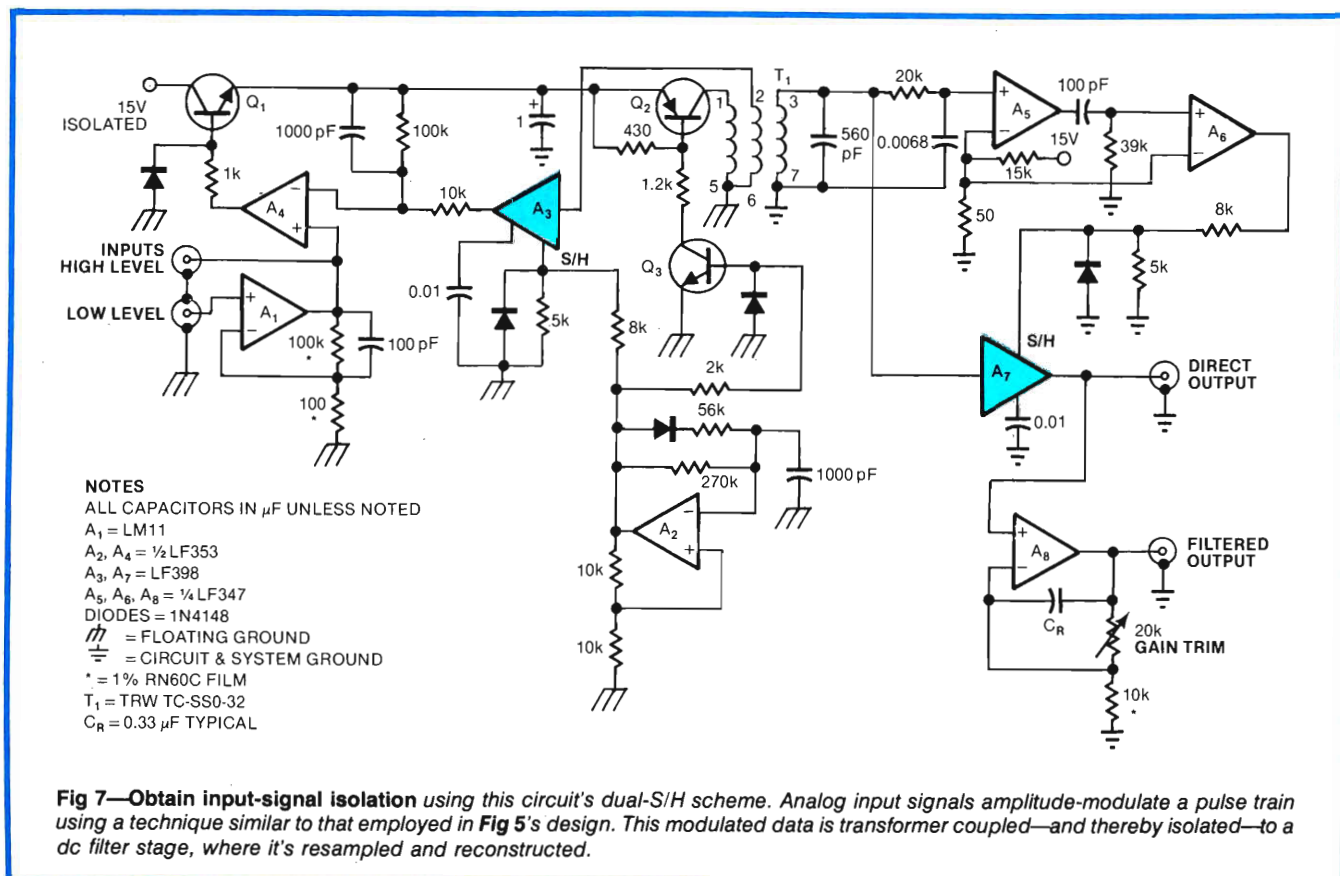 15V
ISOLATED
Q1
1000 pF
100k
+
1
Q2
430
1.2k
1
2
T1
3
5
6
7
560
pF
20k
0.0068
+
−
A5
100 pF
15V
15k
39k
50
+
−
A6
8k
5k
1k
A4
−
+
10k
A3
S/H
0.01
5k
8k
Q3
INPUTS
HIGH LEVEL
LOW LEVEL
+
−
A1
100k
*
100 pF
100
*
2k
56k
270k
1000 pF
A2
−
+
10k
10k
S/H
A7
0.01
DIRECT
OUTPUT
+
−
A8
FILTERED
OUTPUT
CR
20k
GAIN TRIM
10k
*
NOTES
ALL CAPACITORS IN µF UNLESS NOTED
A1 = LM11
A2, A4 = ½ LF353
A3, A7 = LF398
A5, A6, A8 = ¼ LF347
DIODES = 1N4148
= FLOATING GROUND
= CIRCUIT & SYSTEM GROUND
* = 1% RN60C FILM
T1 = TRW TC-SS0-32
CR = 0.33 µF TYPICAL
Fig 7—Obtain input-signal isolation using this circuit's dual-S/H scheme. Analog input signals amplitude-modulate a pulse train
using a technique similar to that employed in Fig 5's design. This modulated data is transformer coupled—and thereby isolated—to a
dc filter stage, where it's resampled and reconstructed.